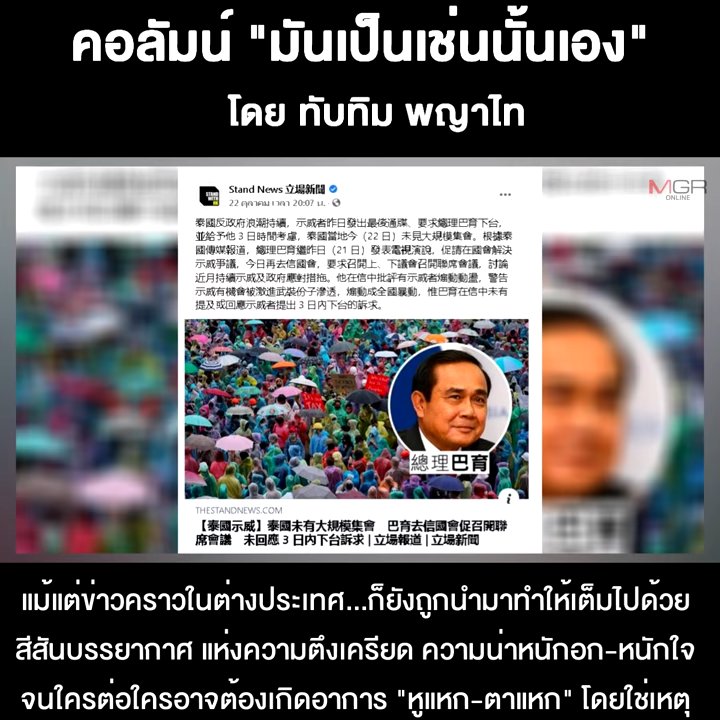 คอลัมน์ "มันเป็นเช่นนั้นเอง"
โดย ทับทิม พญาไท
MGR
ONLINE
STAND
WITH
HK
Stand News 立場新聞
22 ตุลาคม เวลา 20:07 น.
泰國反政府浪潮持續，示威者昨日發出最後通牒、要求總理巴育下台，
並給予他 3 日時間考慮，泰國當地今（22 日）未見大規模集會。根據泰
國傳媒報道，總理巴育繼昨日（21 日）發表電視演說，促請在國會解決
示威爭議，今日再去信國會，要求召開上、下議會召開聯席會議，討論
近月持續示威及政府應對措拖。他在信中批評有示威者煽動動盪，警告
示威有機會被激進武裝份子滲透，煽動成全國暴動，惟巴育在信中未有
提及或回應示威者提出 3 日內下台的訴求。
總理巴育
THESTANDNEWS.COM
【泰國示威】泰國未有大規模集會 巴育去信國會促召開聯
席會議 未回應 3 日內下台訴求 | 立場報道 | 立場新聞
แม้แต่ข่าวคราวในต่างประเทศ...ก็ยังถูกนำมาทำให้เต็มไปด้วย
สีสันบรรยากาศ แห่งความตึงเครียด ความน่าหนักอก-หนักใจ
จนใครต่อใครอาจต้องเกิดอาการ "หูแหก-ตาแหก" โดยใช่เหตุ